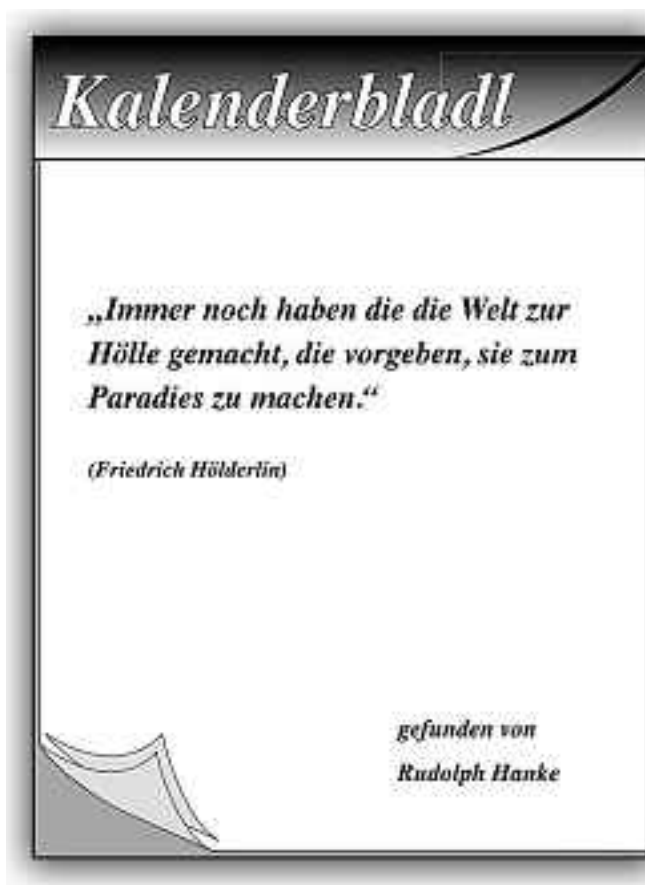 Kalenderbladl
„Immer noch haben die die Welt zur
Hölle gemacht, die vorgeben, sie zum
Paradies zu machen.“
(Friedrich Hölderlin)
gefunden von
Rudolph Hanke